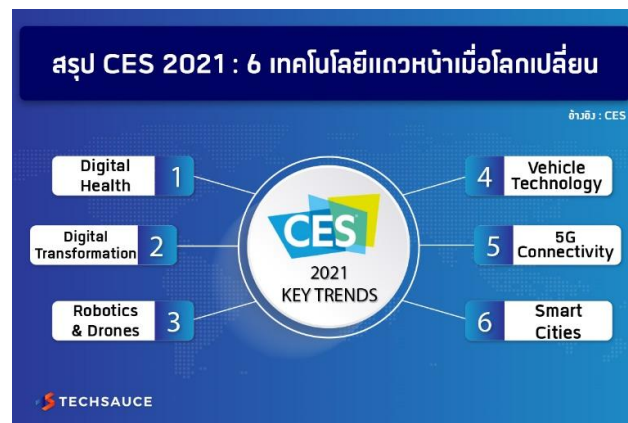 สรุป CES 2021 : 6 เทคโนโลยีแถวหน้าเมื่อโลกเปลี่ยน
อ้างอิง : CES
Digital
Health
1
Digital
Transformation
2
Robotics
& Drones
3
CES
2021
KEY TRENDS
4
Vehicle
Technology
5
5G
Connectivity
6
Smart
Cities
TECHSAUCE